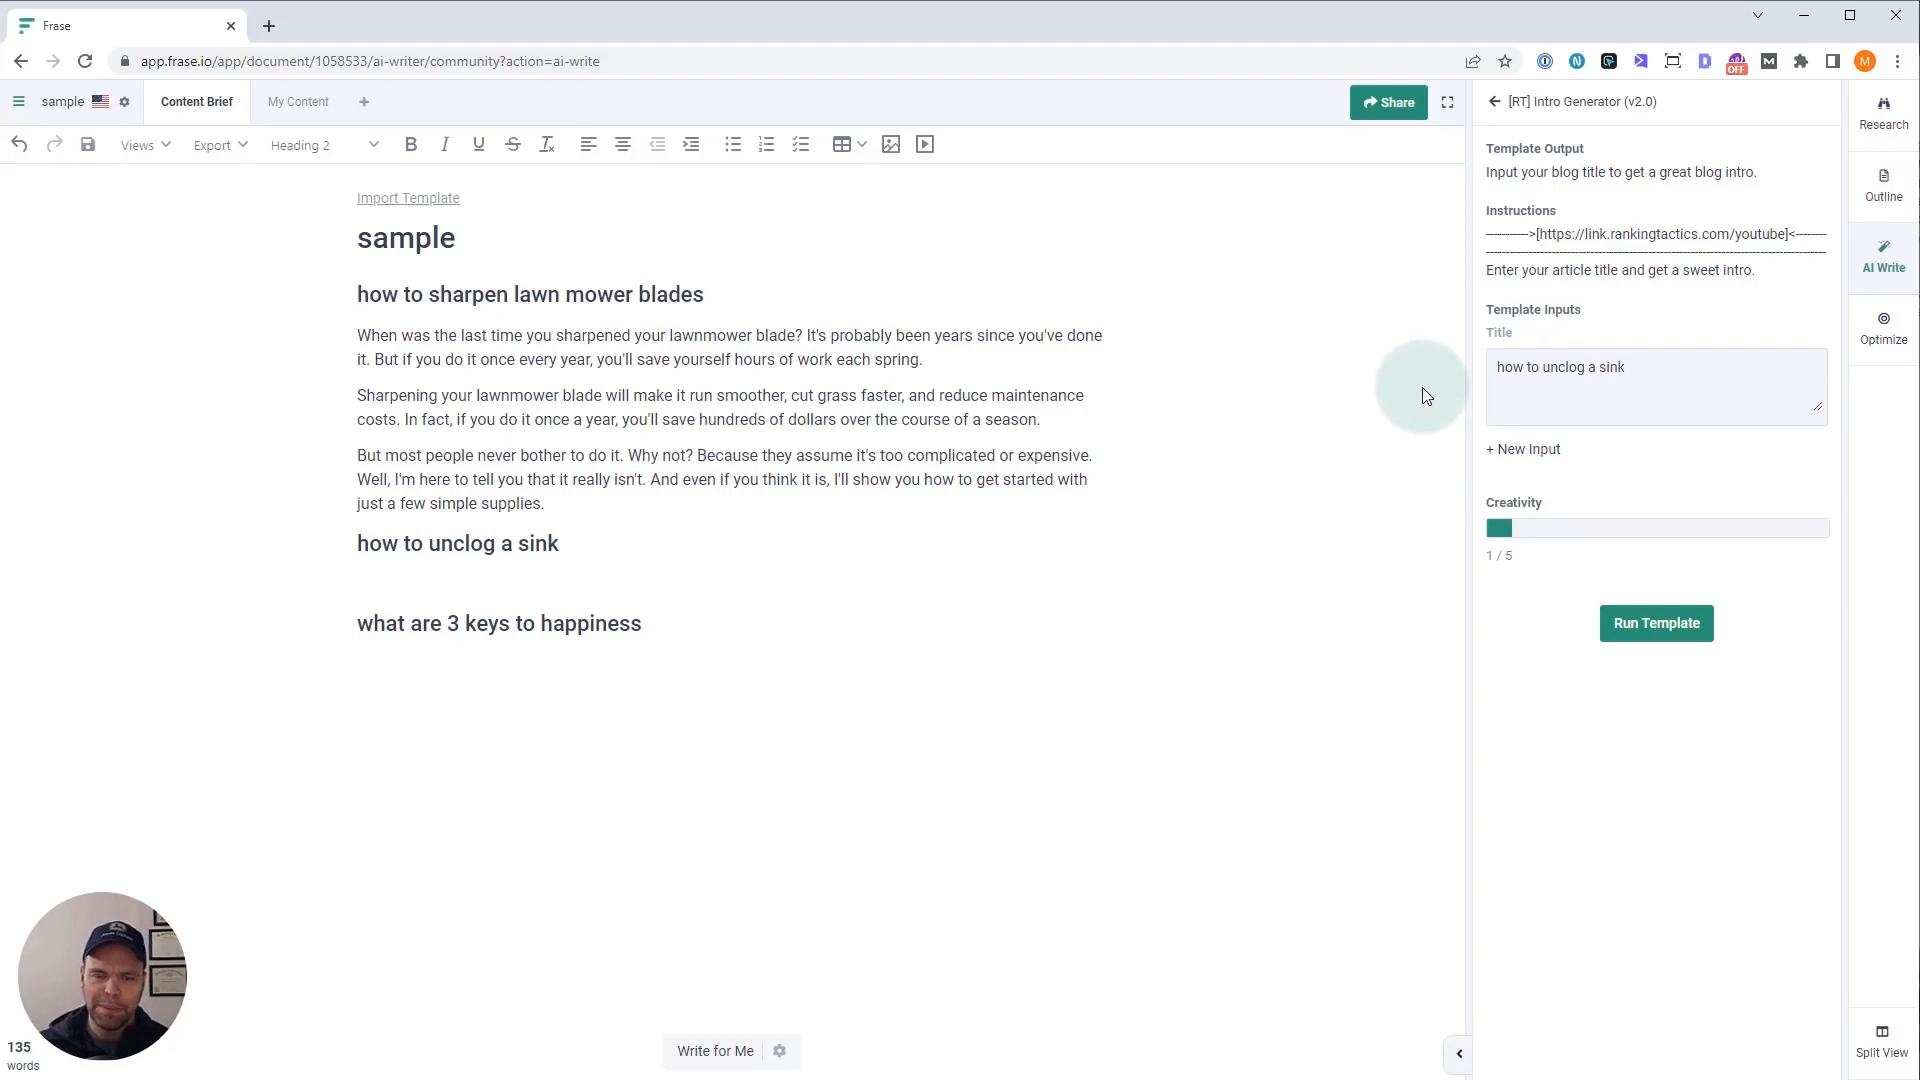 Frase
app.frase.io/app/document/1058533/ai-writer/community?action=ai-write
OFF
M
sample
Content Brief
My Content
Share
[RT] Intro Generator (v2.0)
Research
Views
Export
Heading 2
Template Output
Input your blog title to get a great blog intro.
Outline
Import Template
sample
Instructions
----------->[https://link.rankingtactics.com/youtube]<--------
Enter your article title and get a sweet intro.
AI Write
how to sharpen lawn mower blades
When was the last time you sharpened your lawnmower blade? It's probably been years since you've done
it. But if you do it once every year, you'll save yourself hours of work each spring.
Sharpening your lawnmower blade will make it run smoother, cut grass faster, and reduce maintenance
costs. In fact, if you do it once a year, you'll save hundreds of dollars over the course of a season.
But most people never bother to do it. Why not? Because they assume it's too complicated or expensive.
Well, I'm here to tell you that it really isn't. And even if you think it is, I'll show you how to get started with
just a few simple supplies.
how to unclog a sink
what are 3 keys to happiness
Template Inputs
Title
how to unclog a sink
+ New Input
Creativity
1 / 5
Run Template
Optimize
135
words
Write for Me
Split View